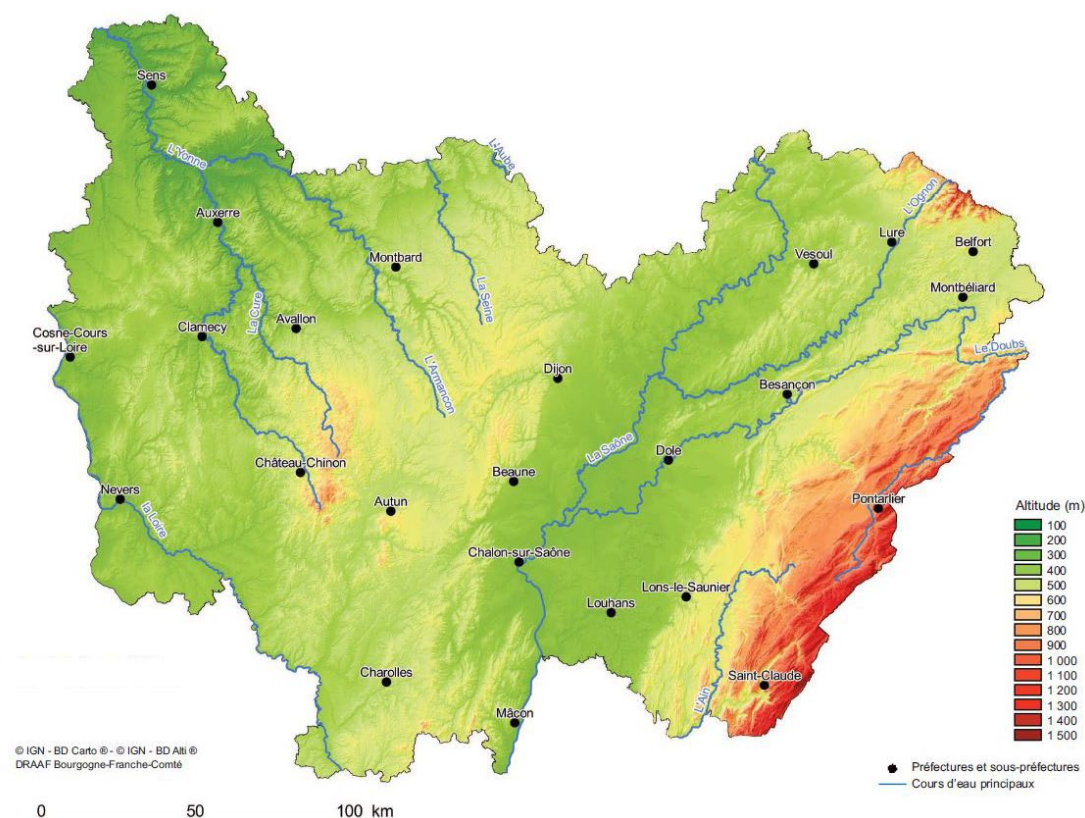 Sens
L'Yonne
L'Aube
Auxerre
L'Ognon
Lure
Belfort
Montbard
Vesoul
La Seine
Montbéliard
La Cure
Avallon
Clamecy
Cosne-Cours
-sur-Loire
Le Doubs
L'Armançon
Dijon
Besançon
La Saône
Dole
Château-Chinon
Beaune
Nevers
Autun
Pontarlier
la Loire
Chalon-sur-Saône
Lons-le-Saunier
Louhans
Charolles
Saint-Claude
L'Ain
Mâcon
Altitude (m)
100
200
300
400
500
600
700
800
900
1 000
1 100
1 200
1 300
1 400
1 500
© IGN - BD Carto ® - © IGN - BD Alti ®
DRAAF Bourgogne-Franche-Comté
Préfectures et sous-préfectures
Cours d'eau principaux
0 50 100 km